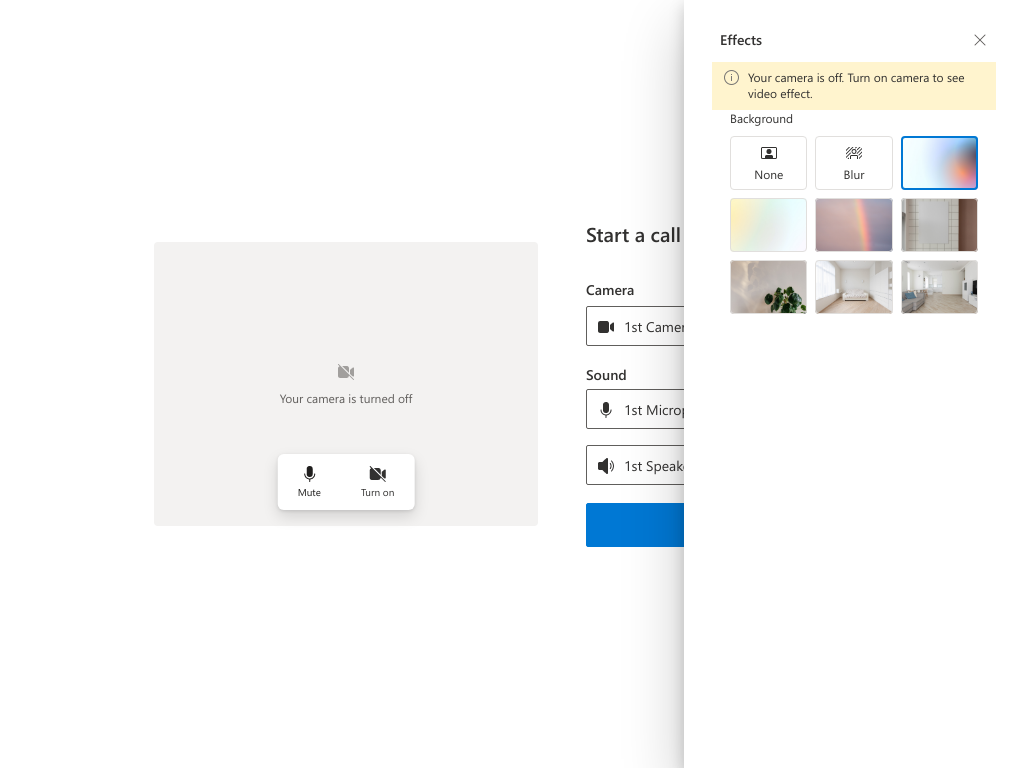 Effects
Your camera is off. Turn on camera to see
video effect.
Background
None
Blur
Start a call
Camera
1st Camer
Sound
1st Microp
1st Speak
Your camera is turned off
Mute
Turn on